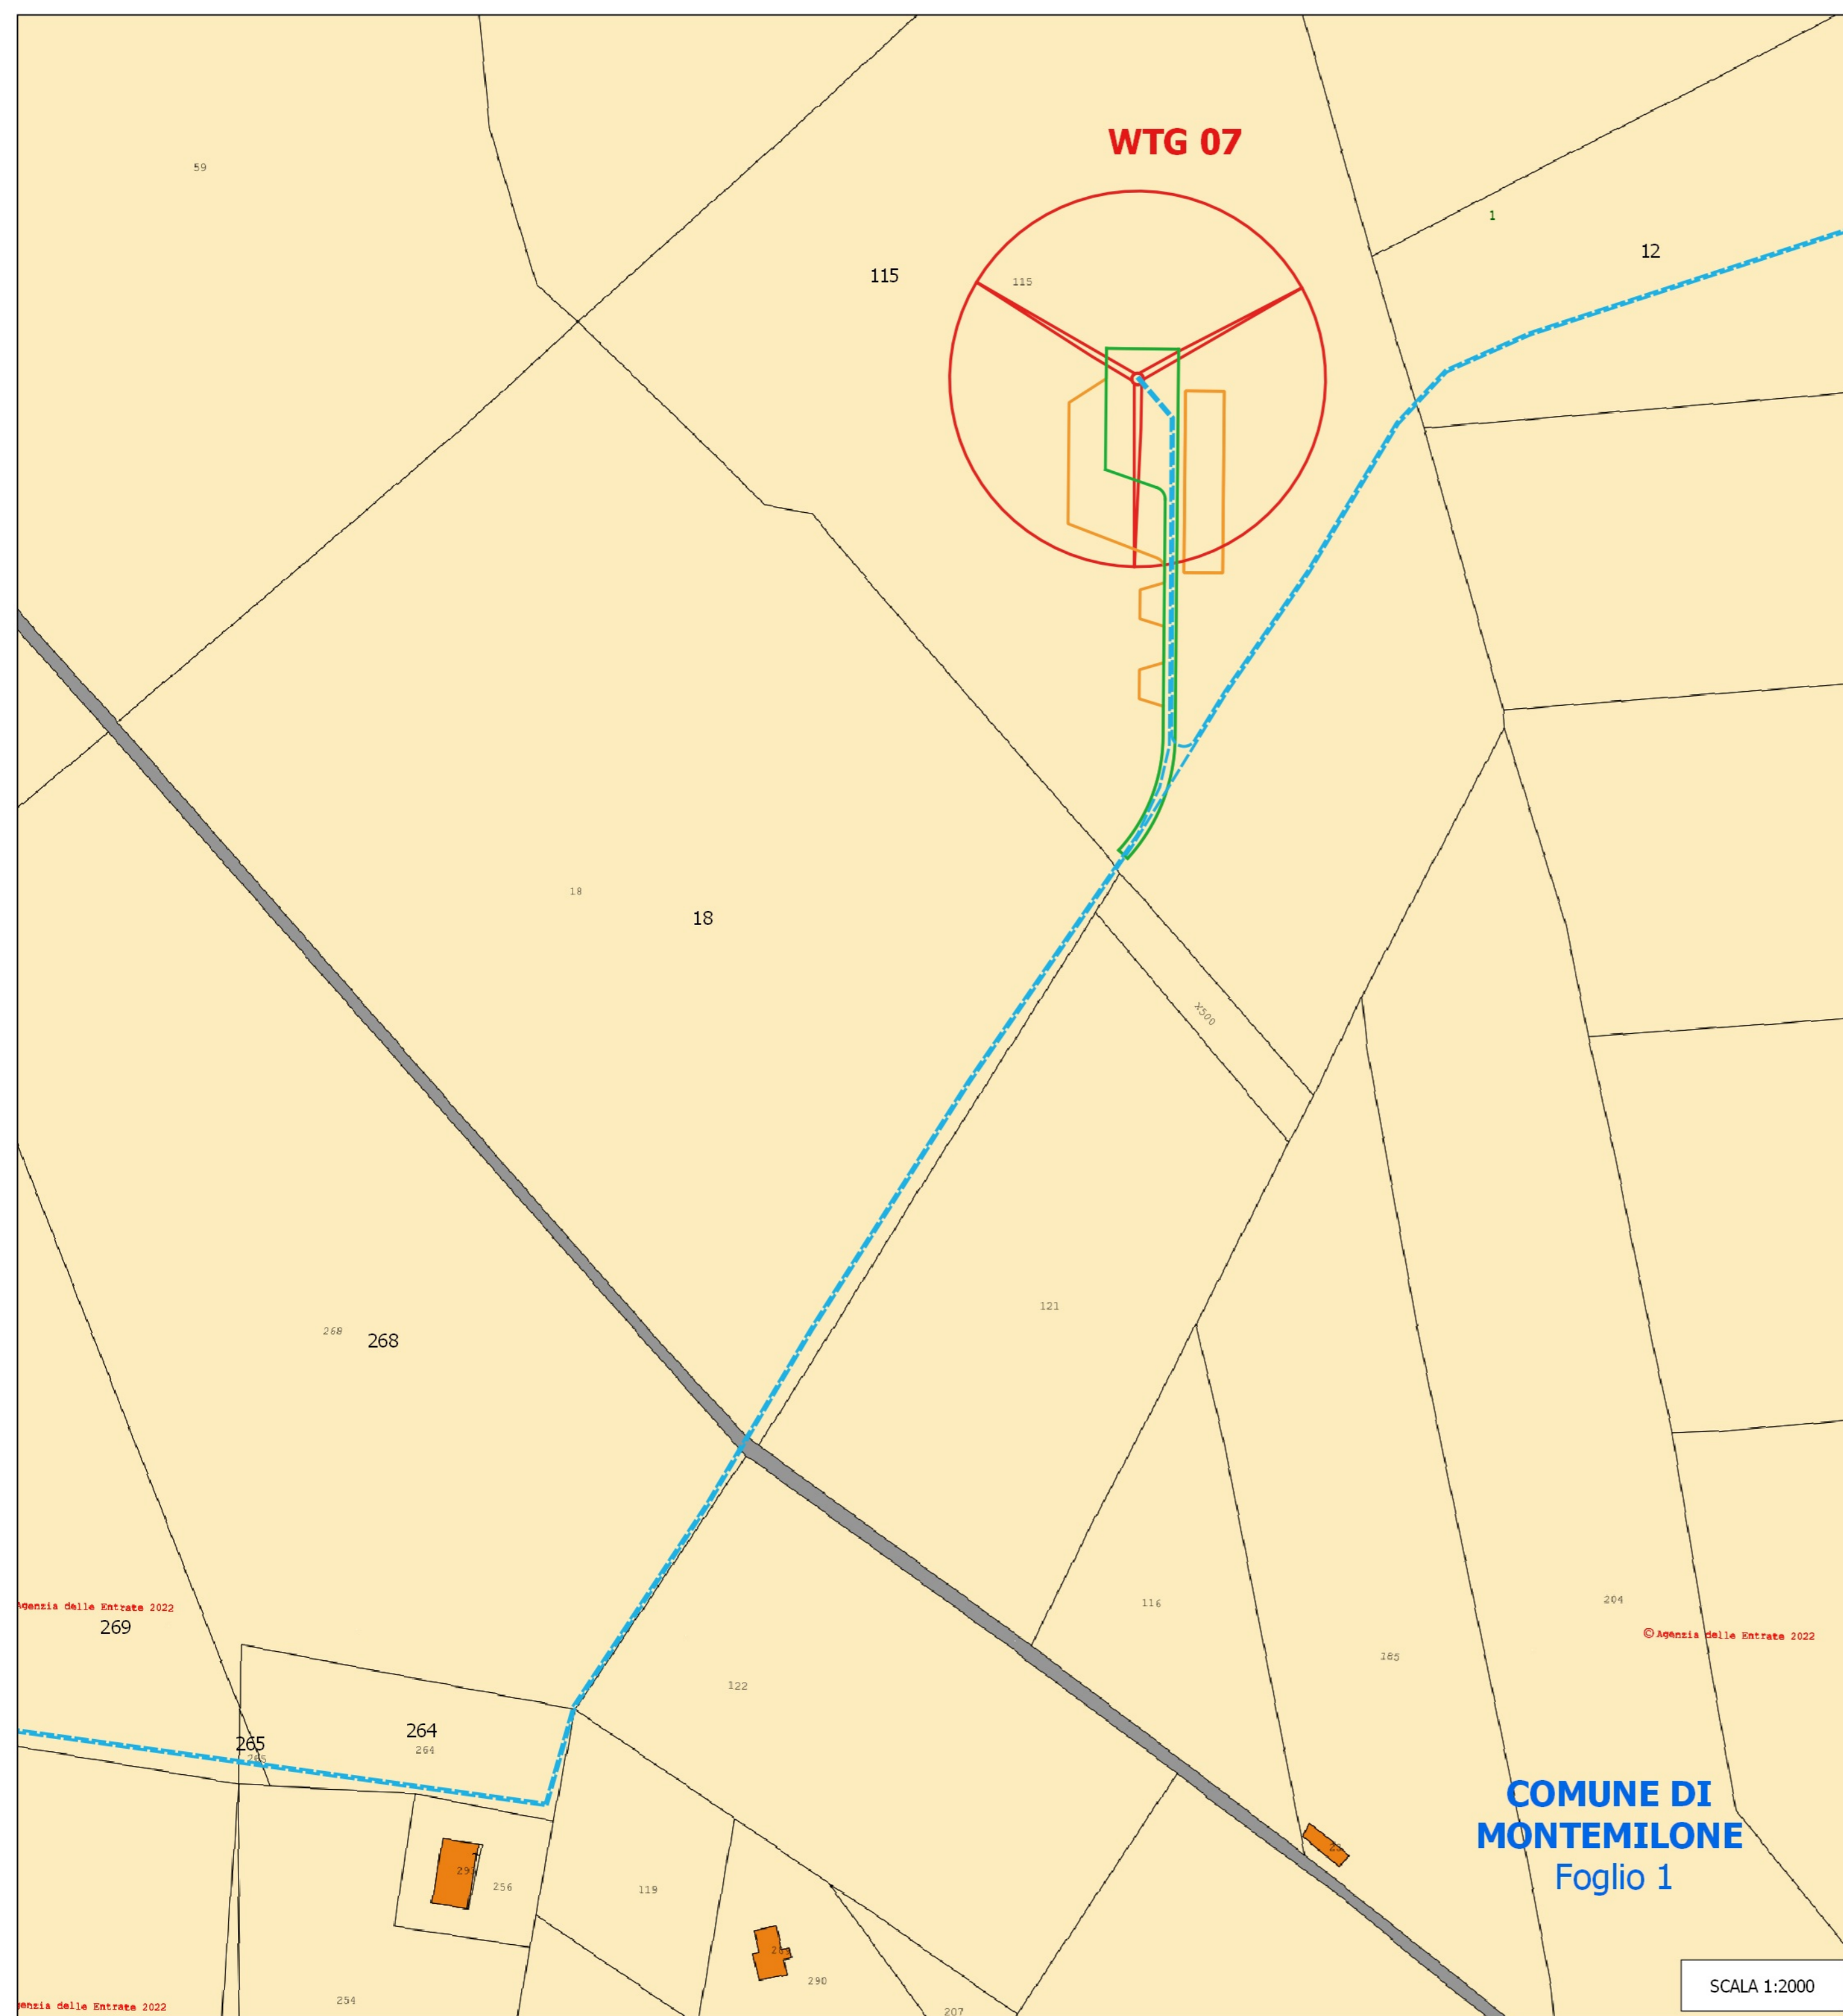 WTG 07
59
1
12
115
115
18
18
X500
121
268
268
Agenzia delle Entrate 2022
269
116
204
© Agenzia delle Entrate 2022
185
122
264
265
264
265
COMUNE DI
MONTEMILONE
Foglio 1
256
119
290
SCALA 1:2000
254
genzia delle Entrate 2022
207